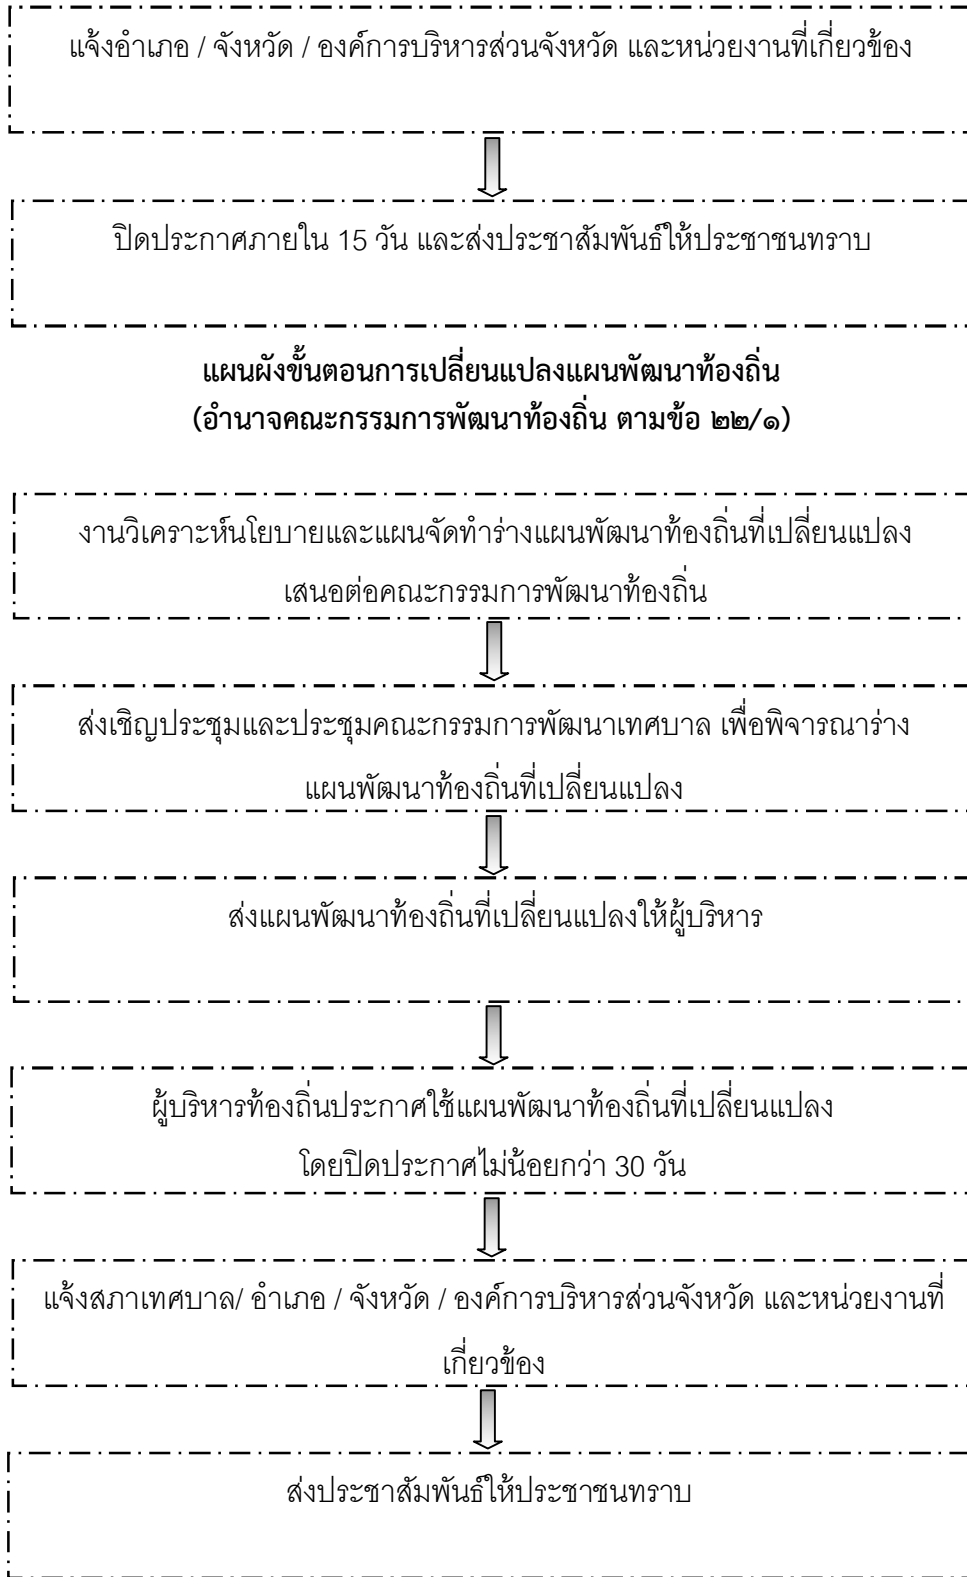 แจ้งอำเภอ / จังหวัด / องค์การบริหารส่วนจังหวัด และหน่วยงานที่เกี่ยวข้อง
ปิดประกาศภายใน 15 วัน และส่งประชาสัมพันธ์ให้ประชาชนทราบ
แผนผังขั้นตอนการเปลี่ยนแปลงแผนพัฒนาท้องถิ่น
(อำนาจคณะกรรมการพัฒนาท้องถิ่น ตามข้อ ๒๒/๑)
งานวิเคราะห์นโยบายและแผนจัดทำร่างแผนพัฒนาท้องถิ่นที่เปลี่ยนแปลง
เสนอต่อคณะกรรมการพัฒนาท้องถิ่น
ส่งเชิญประชุมและประชุมคณะกรรมการพัฒนาเทศบาล เพื่อพิจารณาร่าง
แผนพัฒนาท้องถิ่นที่เปลี่ยนแปลง
ส่งแผนพัฒนาท้องถิ่นที่เปลี่ยนแปลงให้ผู้บริหาร
ผู้บริหารท้องถิ่นประกาศใช้แผนพัฒนาท้องถิ่นที่เปลี่ยนแปลง
โดยปิดประกาศไม่น้อยกว่า 30 วัน
แจ้งสภาเทศบาล/ อำเภอ / จังหวัด / องค์การบริหารส่วนจังหวัด และหน่วยงานที่
เกี่ยวข้อง
ส่งประชาสัมพันธ์ให้ประชาชนทราบ